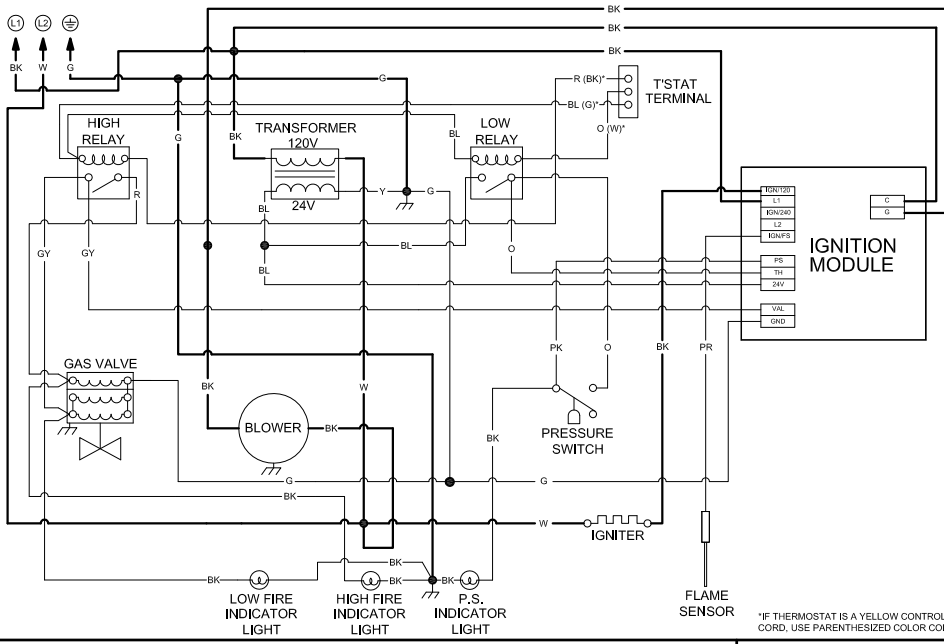 BK
BK
BK
L1 L2
BK W G
G
R (BK)*
BL (G)*
O (W)*
T'STAT
TERMINAL
HIGH
RELAY
G
BK
TRANSFORMER
120V
24V
BL
LOW
RELAY
R
Y
G
BL
BL
BL
O
GY
GY
IGN/120
L1
IGN/240
L2
IGN/FS
PS
TH
24V
VAL
GND
C
G
IGNITION
MODULE
PK
O
BK
PR
GAS VALVE
BK
W
BLOWER
BK
BK
PRESSURE
SWITCH
G
G
BK
W
IGNITER
BK
BK
BK
BK
LOW FIRE
INDICATOR
LIGHT
HIGH FIRE
INDICATOR
LIGHT
P.S.
INDICATOR
LIGHT
FLAME
SENSOR
*IF THERMOSTAT IS A YELLOW CONTROL
CORD, USE PARENTHESIZED COLOR